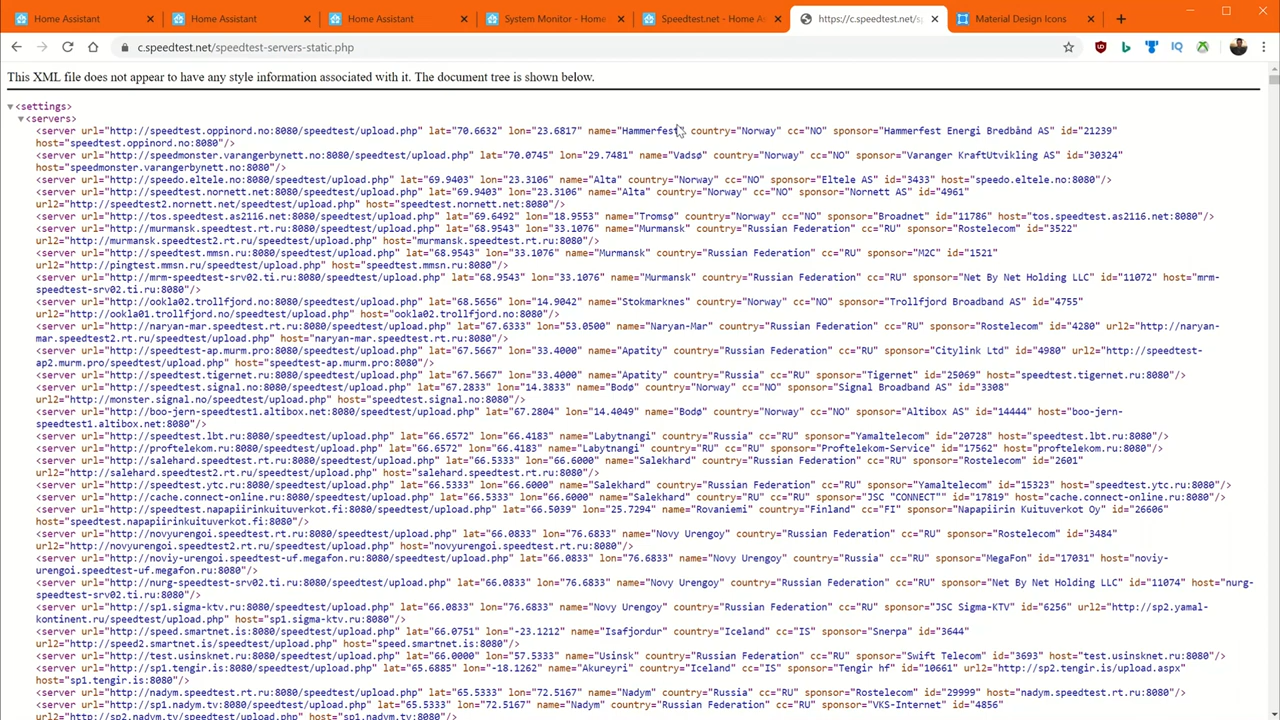 Home Assistant
Home Assistant
Home Assistant
System Monitor - Home
Speedtest.net - Home As
https://c.speedtest.net/s
Material Design Icons
c.speedtest.net/speedtest-servers-static.php
This XML file does not appear to have any style information associated with it. The document tree is shown below.
<settings>
<servers>
<server url="http://speedtest.oppinord.no:8080/speedtest/upload.php" lat="70.6632" lon="23.6817" name="Hammerfest" country="Norway" cc="NO" sponsor="Hammerfest Energi Bredbånd AS" id="21239"
host="speedtest.oppinord.no:8080"/>
<server url="http://speedmonster.varangerbynett.no:8080/speedtest/upload.php" lat="70.0745" lon="29.7481" name="Vadsø" country="Norway" cc="NO" sponsor="Varanger KraftUtvikling AS" id="30324"
host="speedmonster.varangerbynett.no:8080"/>
<server url="http://speedo.eltele.no:8080/speedtest/upload.php" lat="69.9403" lon="23.3106" name="Alta" country="Norway" cc="NO" sponsor="Eltele AS" id="3433" host="speedo.eltele.no:8080"/>
<server url="http://speedtest.nornett.net/speedtest/upload.php" lat="69.9403" lon="23.3106" name="Alta" country="Norway" cc="NO" sponsor="Nornett AS" id="4961"
url2="http://speedtest2.nornett.net/speedtest/upload.php" host="speedtest.nornett.net:8080"/>
<server url="http://tos.speedtest.as2116.net:8080/speedtest/upload.php" lat="69.6492" lon="18.9553" name="Tromsø" country="Norway" cc="NO" sponsor="Broadnet" id="11786" host="tos.speedtest.as2116.net:8080"/>
<server url="http://murmansk.speedtest.rt.ru:8080/speedtest/upload.php" lat="68.9543" lon="33.1076" name="Murmansk" country="Russian Federation" cc="RU" sponsor="Rostelecom" id="3522"
url2="http://murmansk.speedtest2.rt.ru/speedtest/upload.php" host="murmansk.speedtest.rt.ru:8080"/>
<server url="http://speedtest.mmsn.ru:8080/speedtest/upload.php" lat="68.9543" lon="33.1076" name="Murmansk" country="Russian Federation" cc="RU" sponsor="M2C" id="1521"
url2="http://pingtest.mmsn.ru/speedtest/upload.php" host="speedtest.mmsn.ru:8080"/>
<server url="http://mrm-speedtest-srv02.ti.ru:8080/speedtest/upload.php" lat="68.9543" lon="33.1076" name="Murmansk" country="Russian Federation" cc="RU" sponsor="Net By Net Holding LLC" id="11072" host="mrm-
speedtest-srv02.ti.ru:8080"/>
<server url="http://ookla02.trollfjord.no:8080/speedtest/upload.php" lat="68.5656" lon="14.9042" name="Stokmarknes" country="Norway" cc="NO" sponsor="Trollfjord Broadband AS" id="4755"
url2="http://ookla01.trollfjord.no/speedtest/upload.php" host="ookla02.trollfjord.no:8080"/>
<server url="http://naryan-mar.speedtest.rt.ru:8080/speedtest/upload.php" lat="67.6333" lon="53.0500" name="Naryan-Mar" country="Russian Federation" cc="RU" sponsor="Rostelecom" id="4280" url2="http://naryan-
mar.speedtest2.rt.ru/speedtest/upload.php" host="naryan-mar.speedtest.rt.ru:8080"/>
<server url="http://speedtest-ap.murm.pro:8080/speedtest/upload.php" lat="67.5667" lon="33.4000" name="Apatity" country="Russian Federation" cc="RU" sponsor="Citylink Ltd" id="4980" url2="http://speedtest-
ap2.murm.pro/speedtest/upload.php" host="speedtest-ap.murm.pro:8080"/>
<server url="http://speedtest.tigernet.ru:8080/speedtest/upload.php" lat="67.5667" lon="33.4000" name="Apatity" country="Russian Federation" cc="RU" sponsor="Tigernet" id="25069" host="speedtest.tigernet.ru:8080"/>
<server url="http://speedtest.signal.no:8080/speedtest/upload.php" lat="67.2833" lon="14.3833" name="Bodø" country="Norway" cc="NO" sponsor="Signal Broadband AS" id="3308"
url2="http://monster.signal.no/speedtest/upload.php" host="speedtest.signal.no:8080"/>
<server url="http://boo-jern-speedtest1.altibox.net:8080/speedtest/upload.php" lat="67.2804" lon="14.4049" name="Bodø" country="Norway" cc="NO" sponsor="Altibox AS" id="14444" host="boo-jern-
speedtest1.altibox.net:8080"/>
<server url="http://speedtest.lbt.ru:8080/speedtest/upload.php" lat="66.6572" lon="66.4183" name="Labytnangi" country="Russia" cc="RU" sponsor="Yamaltelecom" id="20728" host="speedtest.lbt.ru:8080"/>
<server url="http://proftelekom.ru:8080/speedtest/upload.php" lat="66.6572" lon="66.4183" name="Labytnangi" country="RU" cc="RU" sponsor="Proftelekom-Service" id="17562" host="proftelekom.ru:8080"/>
<server url="http://salehard.speedtest.rt.ru:8080/speedtest/upload.php" lat="66.5333" lon="66.6000" name="Salekhard" country="Russian Federation" cc="RU" sponsor="Rostelecom" id="2601"
url2="http://salehard.speedtest2.rt.ru/speedtest/upload.php" host="salehard.speedtest.rt.ru:8080"/>
<server url="http://speedtest.ytc.ru:8080/speedtest/upload.php" lat="66.5333" lon="66.6000" name="Salekhard" country="Russian Federation" cc="RU" sponsor="Yamaltelecom" id="15323" host="speedtest.ytc.ru:8080"/>
<server url="http://cache.connect-online.ru:8080/speedtest/upload.php" lat="66.5333" lon="66.6000" name="Salekhard" country="RU" cc="RU" sponsor="JSC "CONNECT"" id="17819" host="cache.connect-online.ru:8080"/>
<server url="http://speedtest.napapiirinkuituverkot.fi:8080/speedtest/upload.php" lat="66.5039" lon="25.7294" name="Rovaniemi" country="Finland" cc="FI" sponsor="Napapiirin Kuituverkot Oy" id="26606"
host="speedtest.napapiirinkuituverkot.fi:8080"/>
<server url="http://novyurengoi.speedtest.rt.ru:8080/speedtest/upload.php" lat="66.0833" lon="76.6833" name="Novy Urengoy" country="Russian Federation" cc="RU" sponsor="Rostelecom" id="3484"
url2="http://novyurengoi.speedtest2.rt.ru/speedtest/upload.php" host="novyurengoi.speedtest.rt.ru:8080"/>
<server url="http://noviy-urengoi.speedtest-uf.megafon.ru:8080/speedtest/upload.php" lat="66.0833" lon="76.6833" name="Novy Urengoy" country="Russia" cc="RU" sponsor="MegaFon" id="17031" host="noviy-
urengoi.speedtest-uf.megafon.ru:8080"/>
<server url="http://nurg-speedtest-srv02.ti.ru:8080/speedtest/upload.php" lat="66.0833" lon="76.6833" name="Novy Urengoy" country="Russian Federation" cc="RU" sponsor="Net By Net Holding LLC" id="11074" host="nurg-
speedtest-srv02.ti.ru:8080"/>
<server url="http://sp1.sigma-ktv.ru:8080/speedtest/upload.php" lat="66.0833" lon="76.6833" name="Novy Urengoy" country="Russian Federation" cc="RU" sponsor="JSC Sigma-KTV" id="6256" url2="http://sp2.yamal-
kontinent.ru/speedtest/upload.php" host="sp1.sigma-ktv.ru:8080"/>
<server url="http://speed.smartnet.is:8080/speedtest/upload.php" lat="66.0751" lon="-23.1212" name="Isafjordur" country="Iceland" cc="IS" sponsor="Snerpa" id="3644"
url2="http://speed2.smartnet.is/speedtest/upload.php" host="speed.smartnet.is:8080"/>
<server url="http://test.usinsknet.ru:8080/speedtest/upload.php" lat="66.0000" lon="57.5333" name="Usinsk" country="Russian Federation" cc="RU" sponsor="Swift Telecom" id="3693" host="test.usinsknet.ru:8080"/>
<server url="http://sp1.tengir.is:8080/speedtest/upload.php" lat="65.6885" lon="-18.1262" name="Akureyri" country="Iceland" cc="IS" sponsor="Tengir hf" id="10661" url2="http://sp2.tengir.is/upload.aspx"
host="sp1.tengir.is:8080"/>
<server url="http://nadym.speedtest.rt.ru:8080/speedtest/upload.php" lat="65.5333" lon="72.5167" name="Nadym" country="Russia" cc="RU" sponsor="Rostelecom" id="29999" host="nadym.speedtest.rt.ru:8080"/>
<server url="http://sp1.nadym.tv:8080/speedtest/upload.php" lat="65.5333" lon="72.5167" name="Nadym" country="Russian Federation" cc="RU" sponsor="VKS-Internet" id="4856"
url2="http://sp2.nadym.tv/speedtest/upload.php" host="sp1.nadym.tv:8080"/>